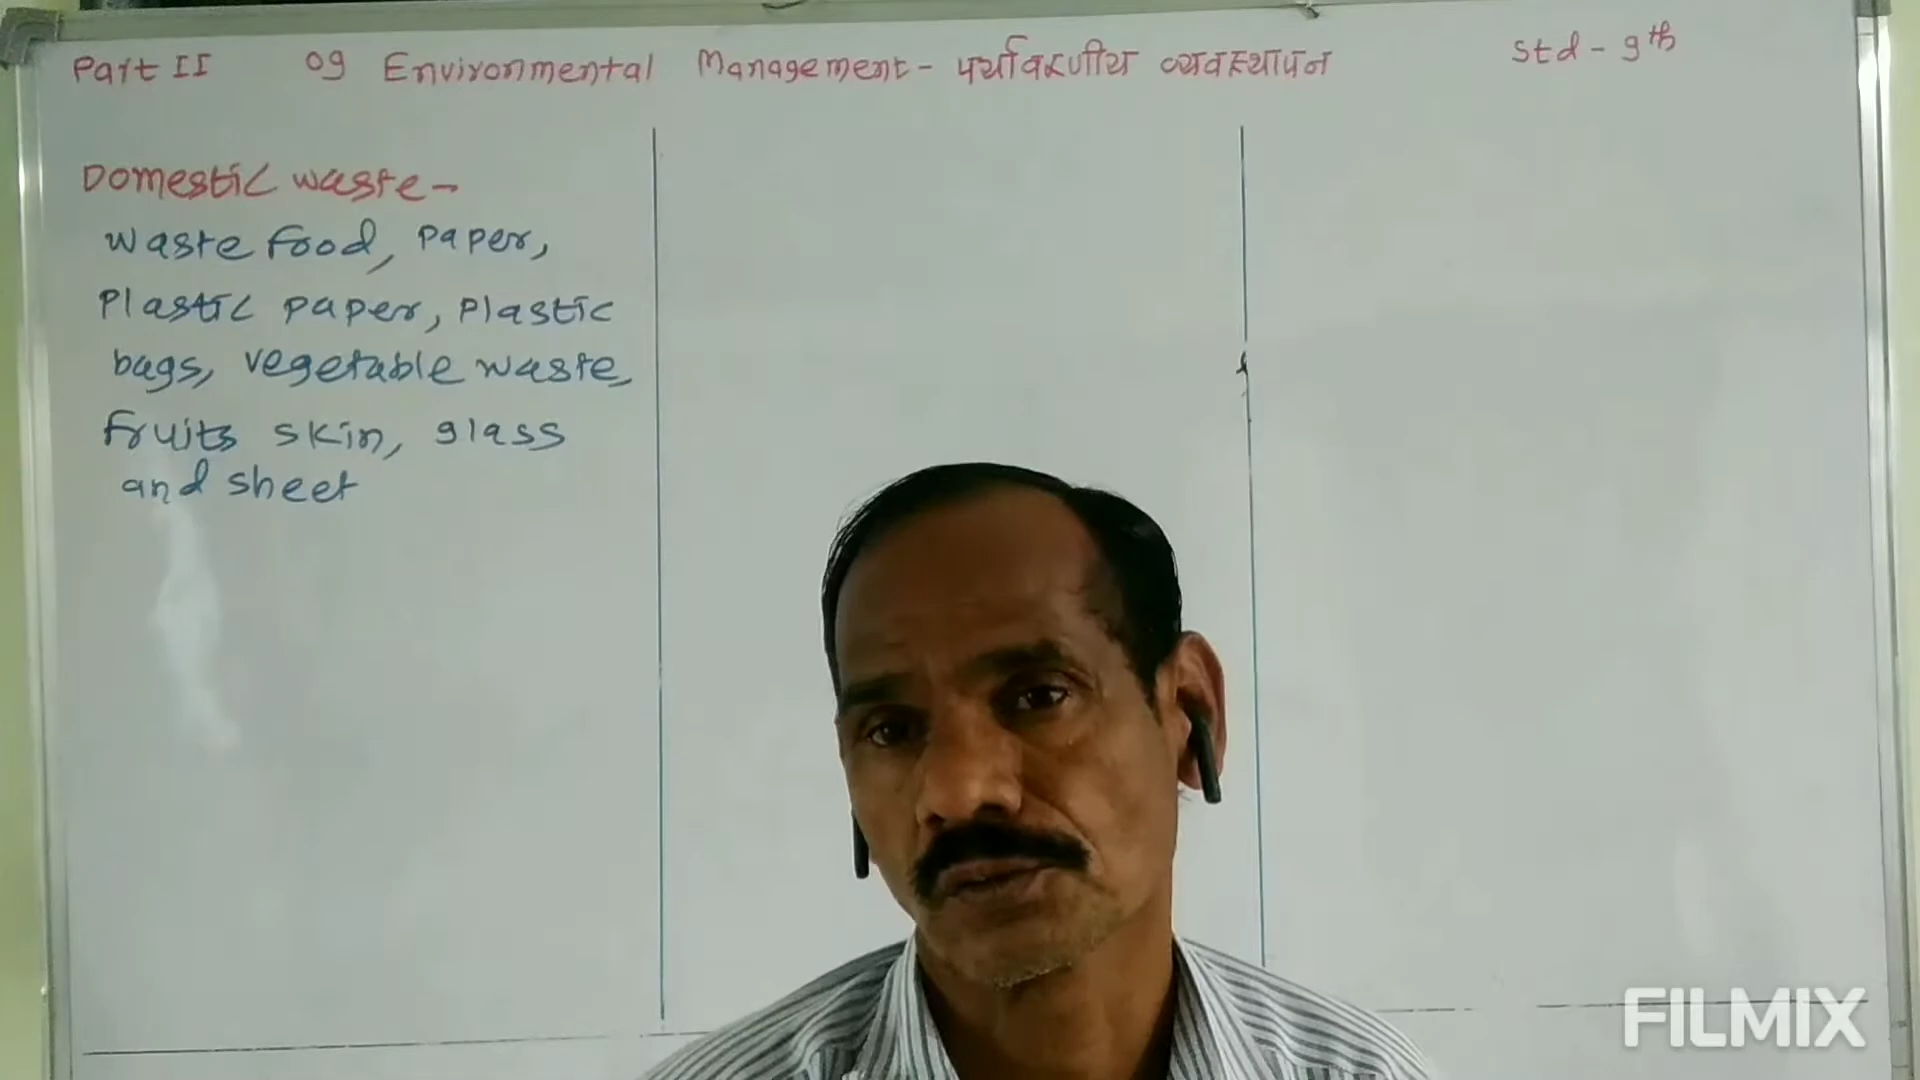 Part II 09 Environmental Management - पर्यावरणीय व्यवस्थापन Std - 9th
Domestic waste -
waste food, paper,
Plastic paper, Plastic
bags, vegetable waste,
fruits skin, glass
and sheet
FILMIX